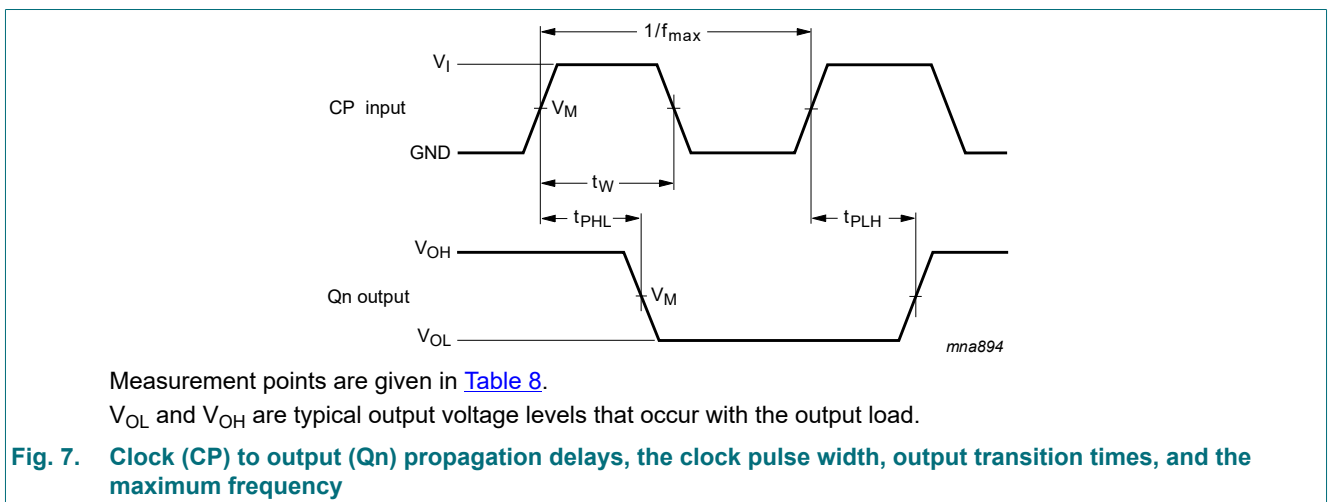 1/fmax
VI
CP input
VM
GND
tW
tPHL
tPLH
VOH
Qn output
VM
VOL
mna894
Measurement points are given in Table 8.
VOL and VOH are typical output voltage levels that occur with the output load.
Fig. 7. Clock (CP) to output (Qn) propagation delays, the clock pulse width, output transition times, and the
maximum frequency